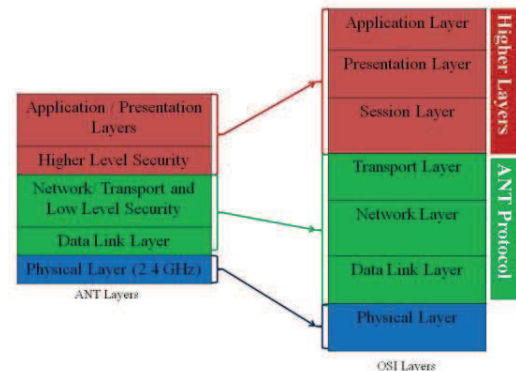 Application / Presentation
Layers
Higher Level Security
Network/ Transport and
Low Level Security
Data Link Layer
Physical Layer (2.4 GHz)
ANT Layers
Application Layer
Presentation Layer
Session Layer
Transport Layer
Network Layer
Data Link Layer
Physical Layer
OSI Layers
Higher Layers
ANT Protocol